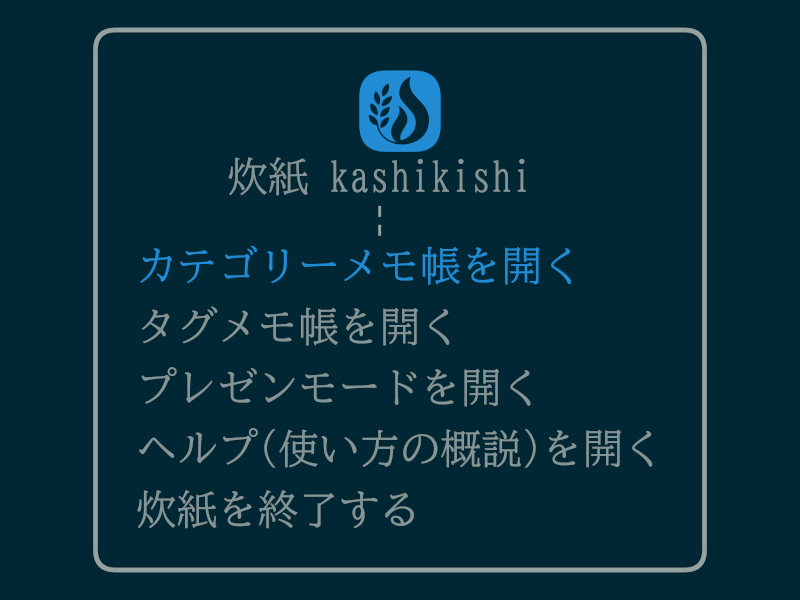 炊紙 kashikishi
カテゴリーメモ帳を開く
タグメモ帳を開く
プレゼンモードを開く
ヘルプ(使い方の概説)を開く
炊紙を終了する